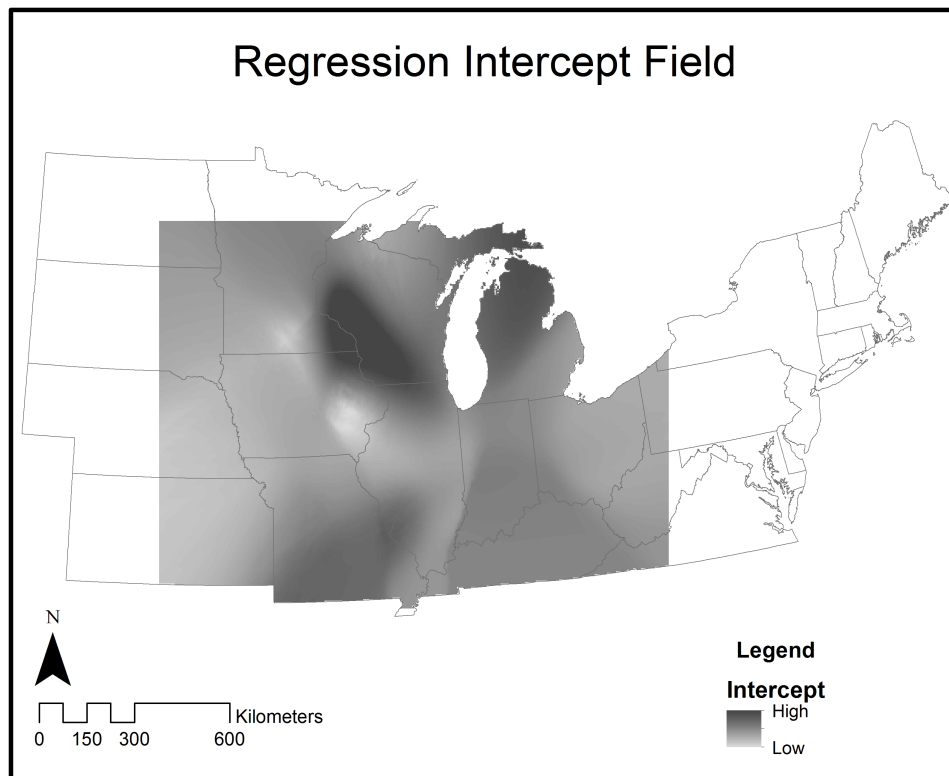 Regression Intercept Field
N
Kilometers
0 150 300 600
Legend
Intercept
High
Low